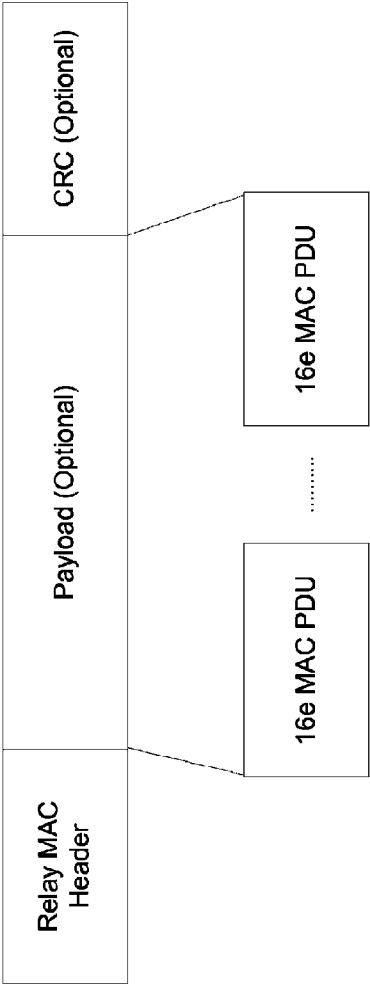 Relay MAC
Header
Payload (Optional)
CRC (Optional)
16e MAC PDU
16e MAC PDU